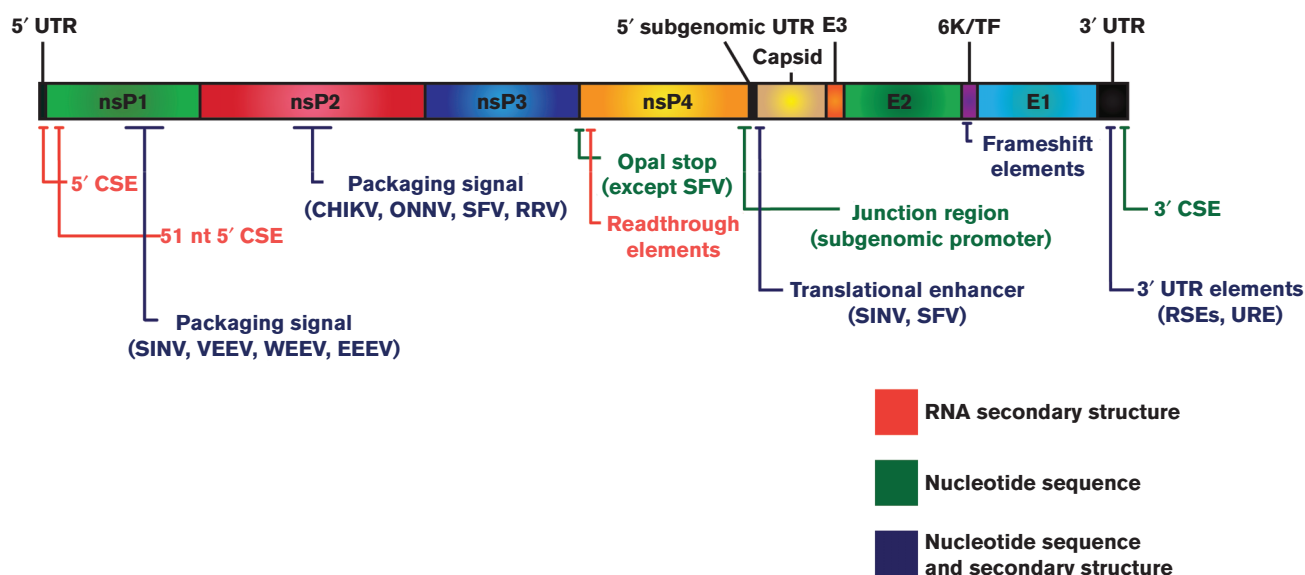 5′ UTR
5′ subgenomic UTR
E3
6K/TF
3′ UTR
Capsid
nsP1
nsP2
nsP3
nsP4
E2
E1
5′ CSE
51 nt 5′ CSE
Packaging signal
(SINV, VEEV, WEEV, EEEV)
Packaging signal
(CHIKV, ONNV, SFV, RRV)
Opal stop
(except SFV)
Readthrough
elements
Junction region
(subgenomic promoter)
Translational enhancer
(SINV, SFV)
Frameshift
elements
3′ CSE
3′ UTR elements
(RSEs, URE)
RNA secondary structure
Nucleotide sequence
Nucleotide sequence
and secondary structure